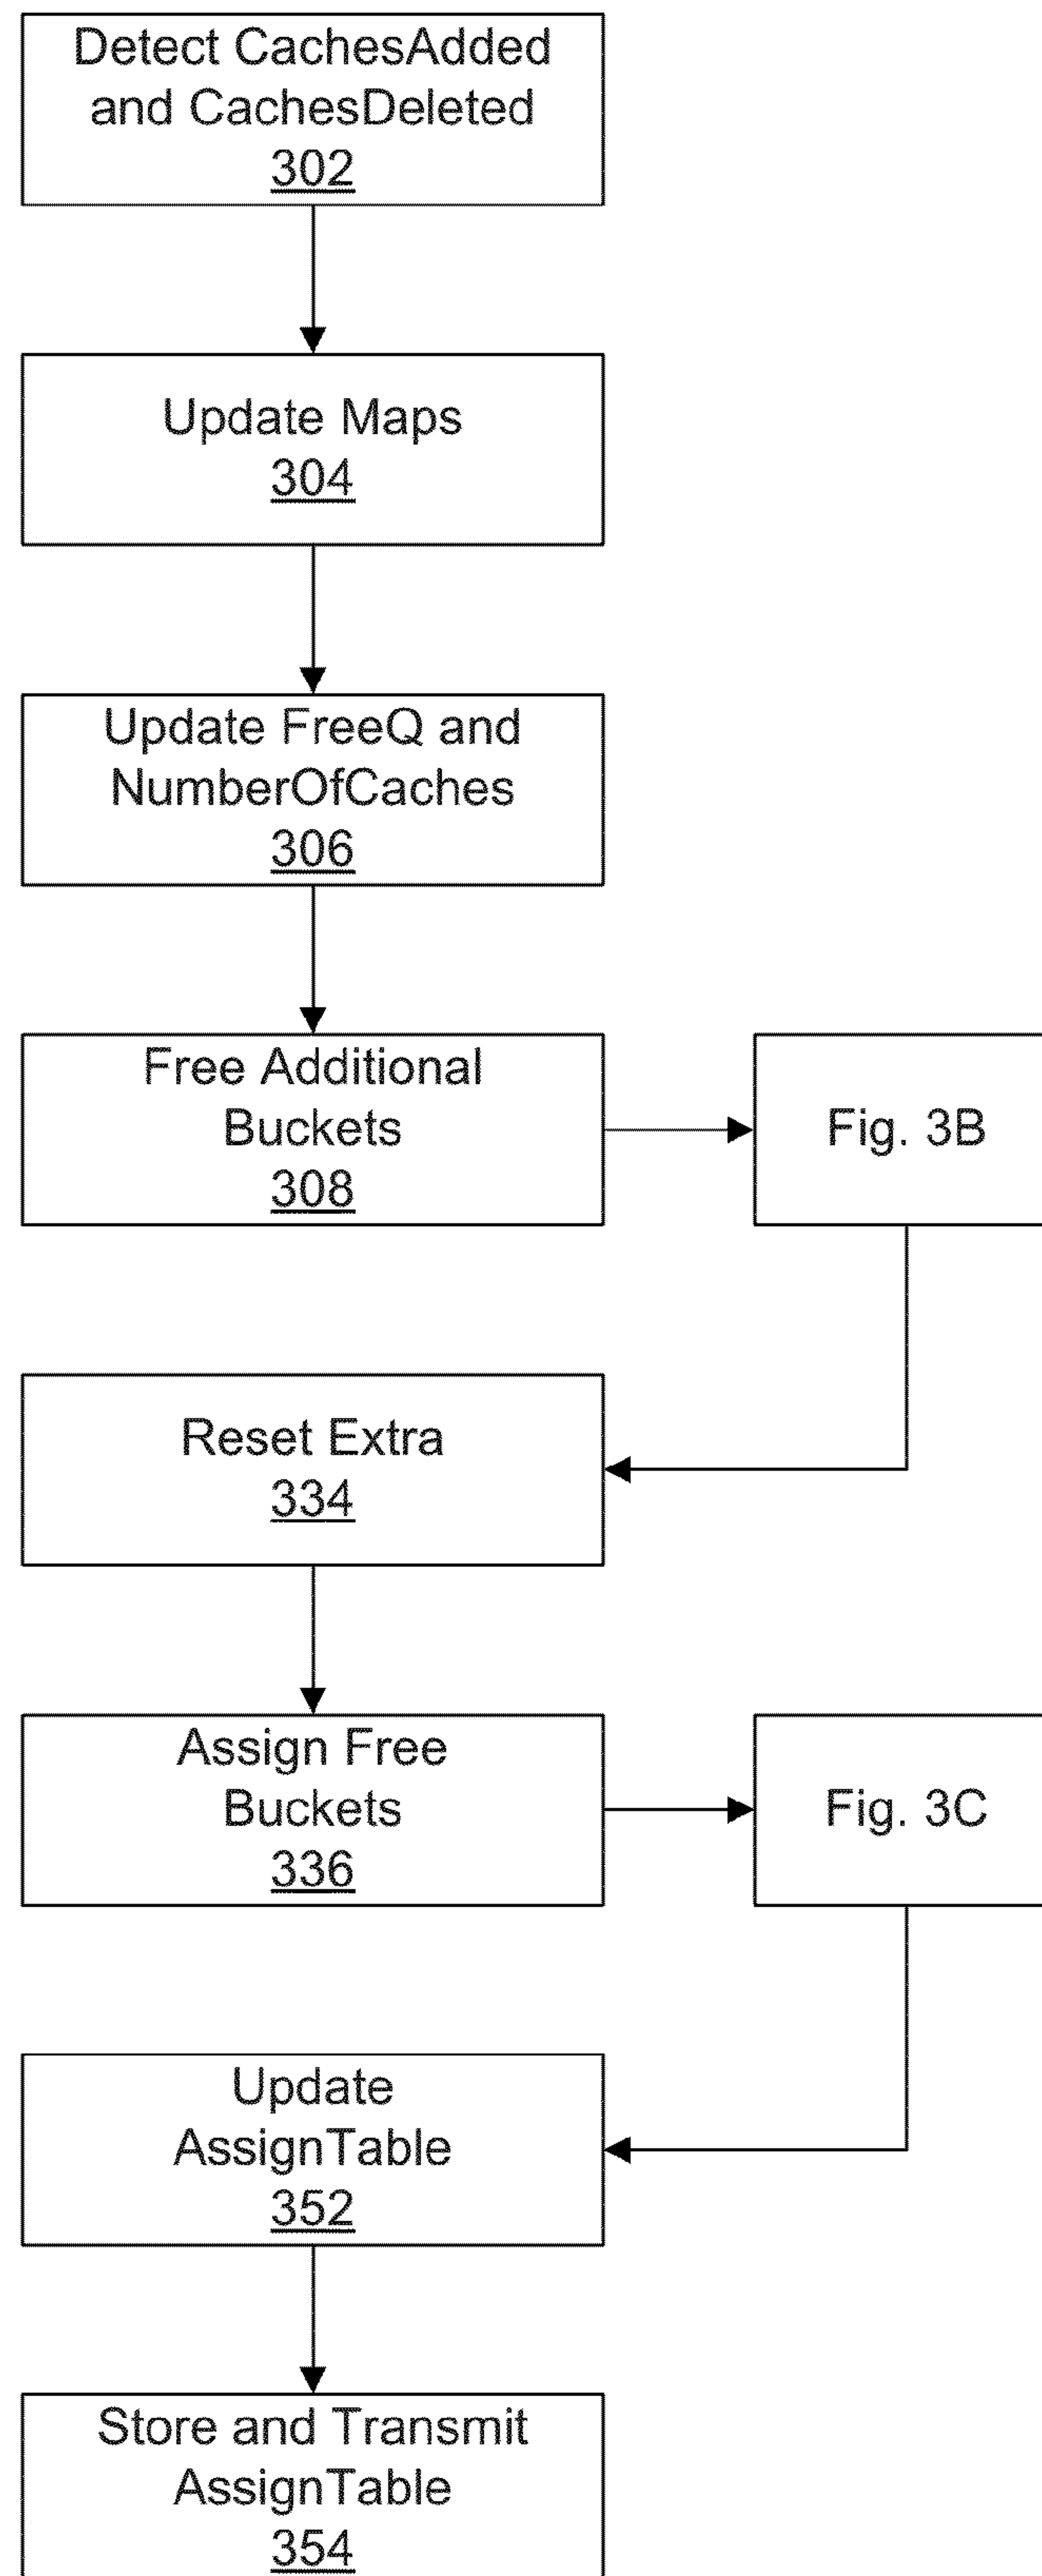 Detect CachesAdded
and CachesDeleted
302
Update Maps
304
Update FreeQ and
NumberOfCaches
306
Free Additional
Buckets
308
Fig. 3B
Reset Extra
334
Assign Free
Buckets
336
Fig. 3C
Update
AssignTable
352
Store and Transmit
AssignTable
354